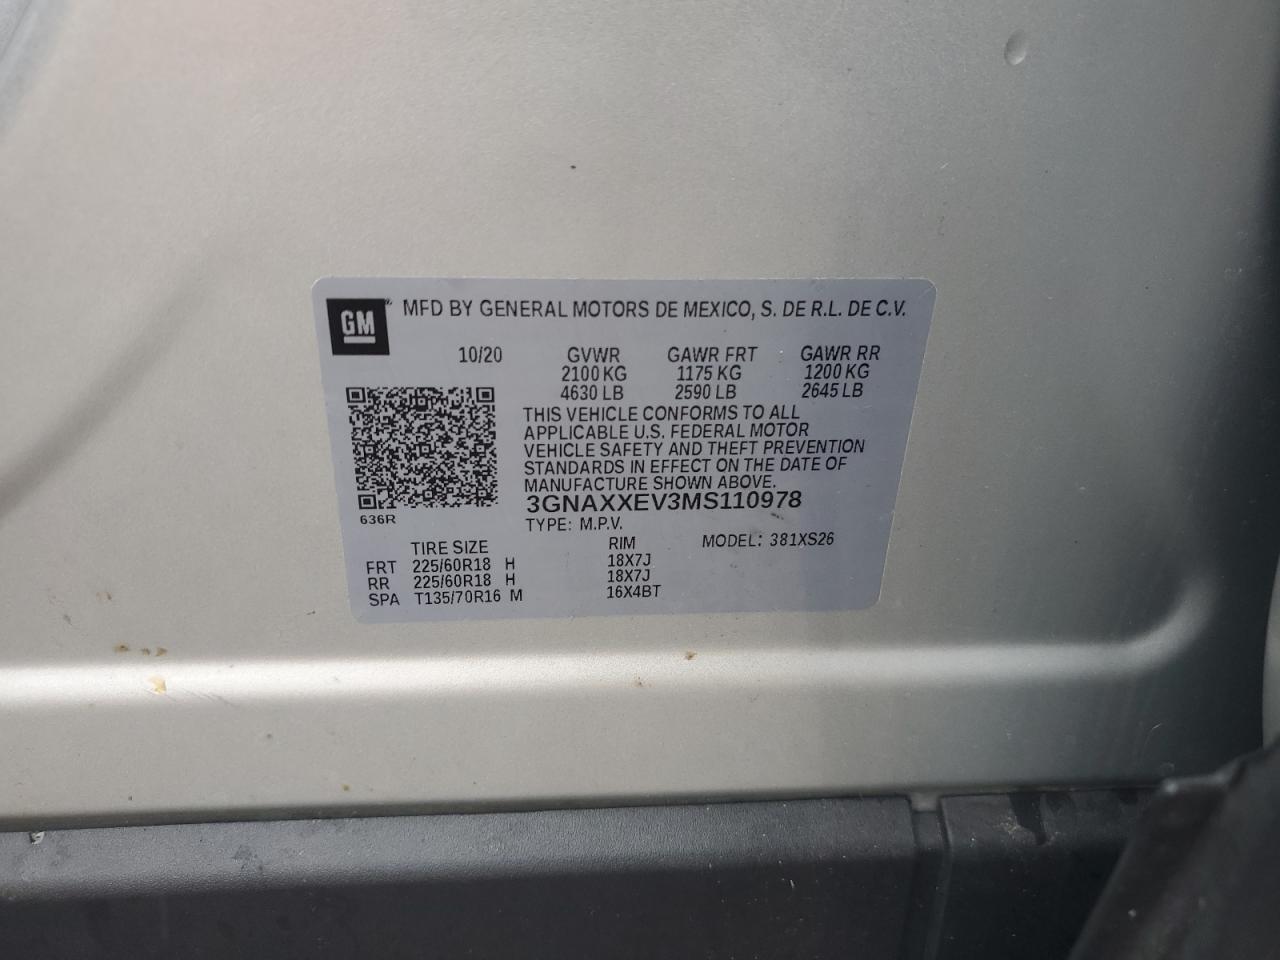 GM MFD BY GENERAL MOTORS DE MEXICO, S. DE R.L. DE C.V.
10/20 GVWR GAWR FRT GAWR RR
2100 KG 1175 KG 1200 KG
4630 LB 2590 LB 2645 LB
THIS VEHICLE CONFORMS TO ALL
APPLICABLE U.S. FEDERAL MOTOR
VEHICLE SAFETY AND THEFT PREVENTION
STANDARDS IN EFFECT ON THE DATE OF
MANUFACTURE SHOWN ABOVE.
3GNAXXEV3MS110978
636R
TYPE: M.P.V.
TIRE SIZE RIM MODEL: 381XS26
FRT 225/60R18 H 18X7J
RR 225/60R18 H 18X7J
SPA T135/70R16 M 16X4BT